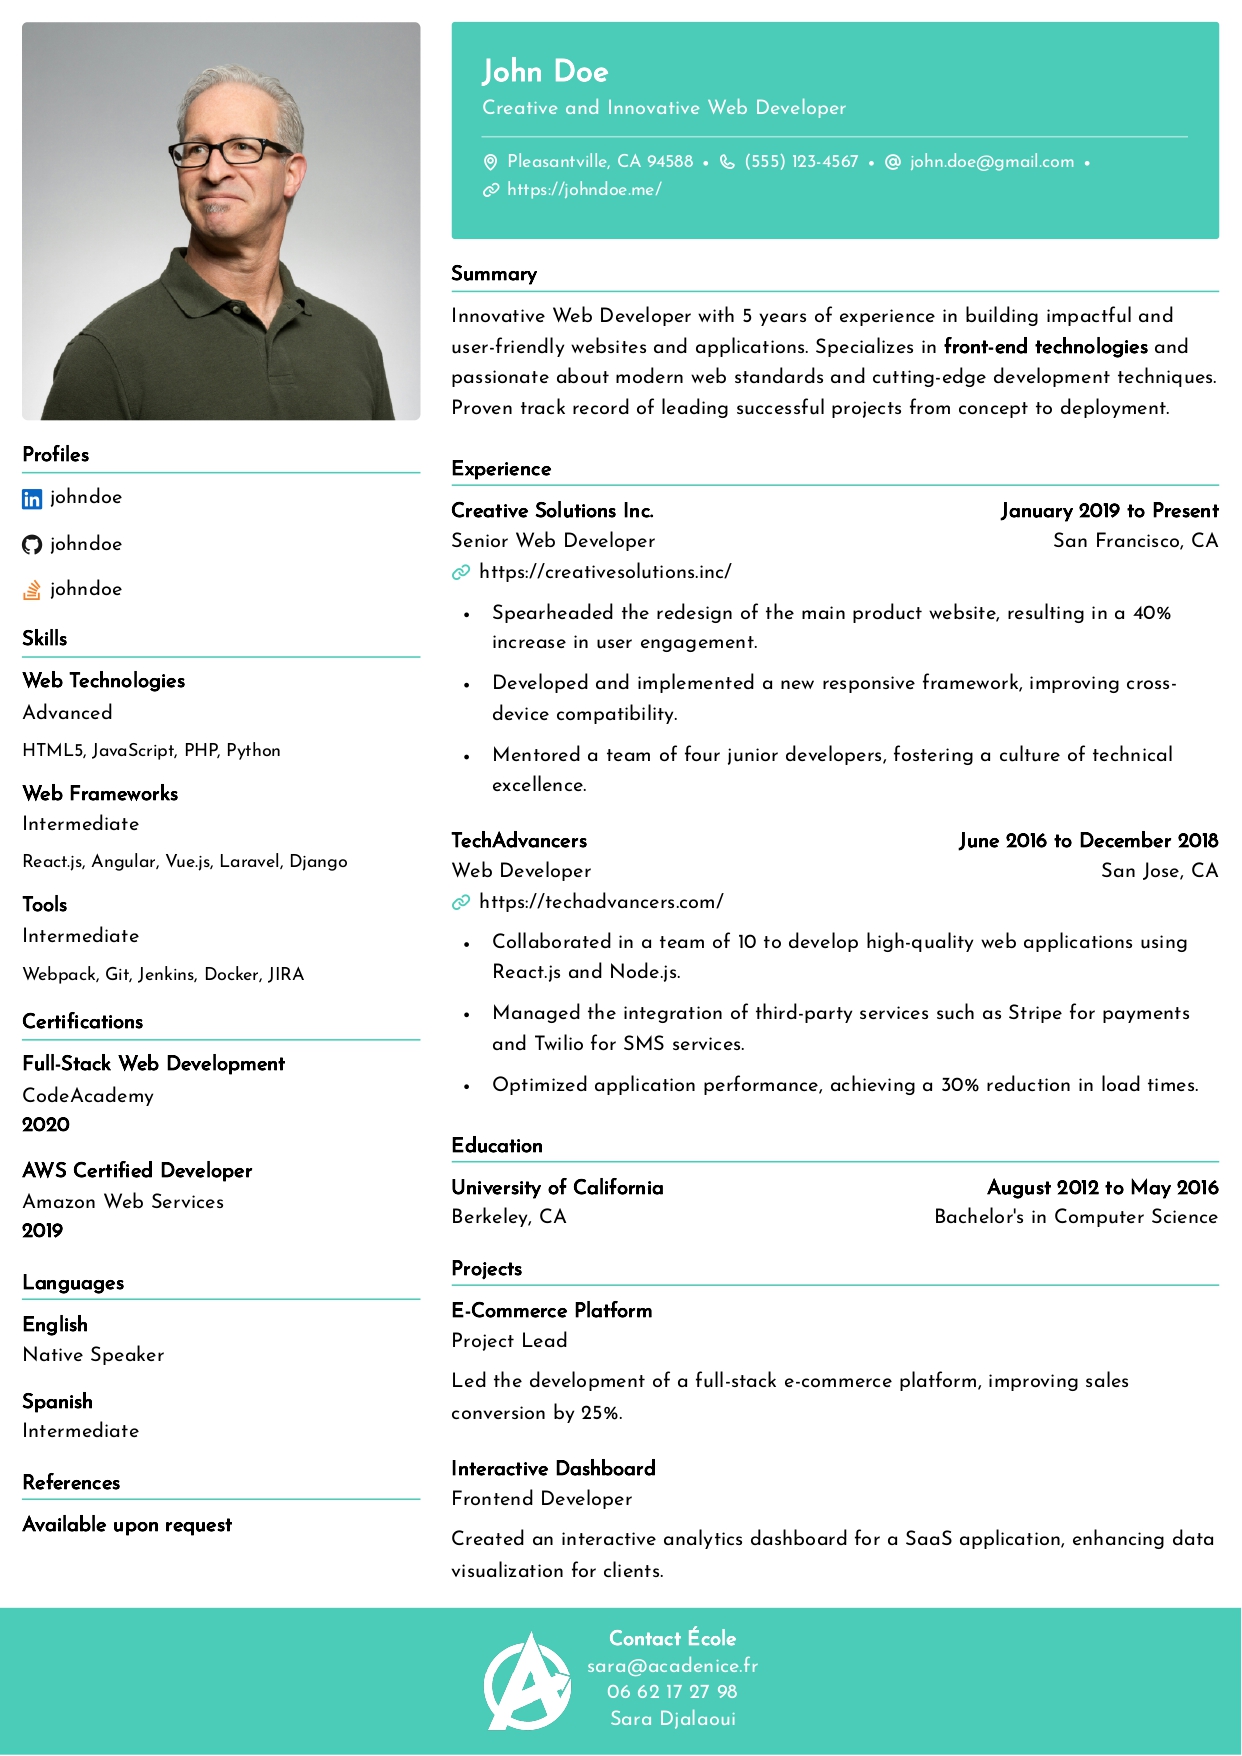 John Doe
Creative and Innovative Web Developer
Pleasantville, CA 94588 • (555) 123-4567 • john.doe@gmail.com •
https://johndoe.me/
Profiles
johndoe
johndoe
johndoe
Skills
Web Technologies
Advanced
HTML5, JavaScript, PHP, Python
Web Frameworks
Intermediate
React.js, Angular, Vue.js, Laravel, Django
Tools
Intermediate
Webpack, Git, Jenkins, Docker, JIRA
Certifications
Full-Stack Web Development
CodeAcademy
2020
AWS Certified Developer
Amazon Web Services
2019
Languages
English
Native Speaker
Spanish
Intermediate
References
Available upon request
Summary
Innovative Web Developer with 5 years of experience in building impactful and
user-friendly websites and applications. Specializes in front-end technologies and
passionate about modern web standards and cutting-edge development techniques.
Proven track record of leading successful projects from concept to deployment.
Experience
Creative Solutions Inc. January 2019 to Present
Senior Web Developer San Francisco, CA
https://creativesolutions.inc/
• Spearheaded the redesign of the main product website, resulting in a 40%
increase in user engagement.
• Developed and implemented a new responsive framework, improving cross-
device compatibility.
• Mentored a team of four junior developers, fostering a culture of technical
excellence.
TechAdvancers June 2016 to December 2018
Web Developer San Jose, CA
https://techadvancers.com/
• Collaborated in a team of 10 to develop high-quality web applications using
React.js and Node.js.
• Managed the integration of third-party services such as Stripe for payments
and Twilio for SMS services.
• Optimized application performance, achieving a 30% reduction in load times.
Education
University of California August 2012 to May 2016
Berkeley, CA Bachelor's in Computer Science
Projects
E-Commerce Platform
Project Lead
Led the development of a full-stack e-commerce platform, improving sales
conversion by 25%.
Interactive Dashboard
Frontend Developer
Created an interactive analytics dashboard for a SaaS application, enhancing data
visualization for clients.
Contact École
sara@acadenice.fr
06 62 17 27 98
Sara Djalaoui